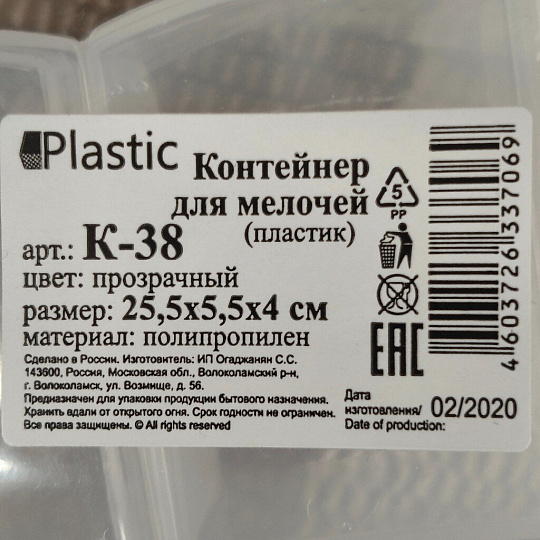 Plastic
Контейнер
для мелочей
(пластик)
арт.: К-38
цвет: прозрачный
размер: 25,5x5,5x4 см
материал: полипропилен
Сделано в России. Изготовитель: ИП Огаджанян С.С.
143600, Россия, Московская обл., Волоколамский р-н,
г. Волоколамск, ул. Возмище, д. 56.
Предназначен для упаковки продукции бытового назначения.
Хранить вдали от открытого огня. Срок годности не ограничен.
Все права защищены. © All rights reserved
5
PP
EAC
Дата
изготовления/ 02/2020
Date of production:
4 603726 337069